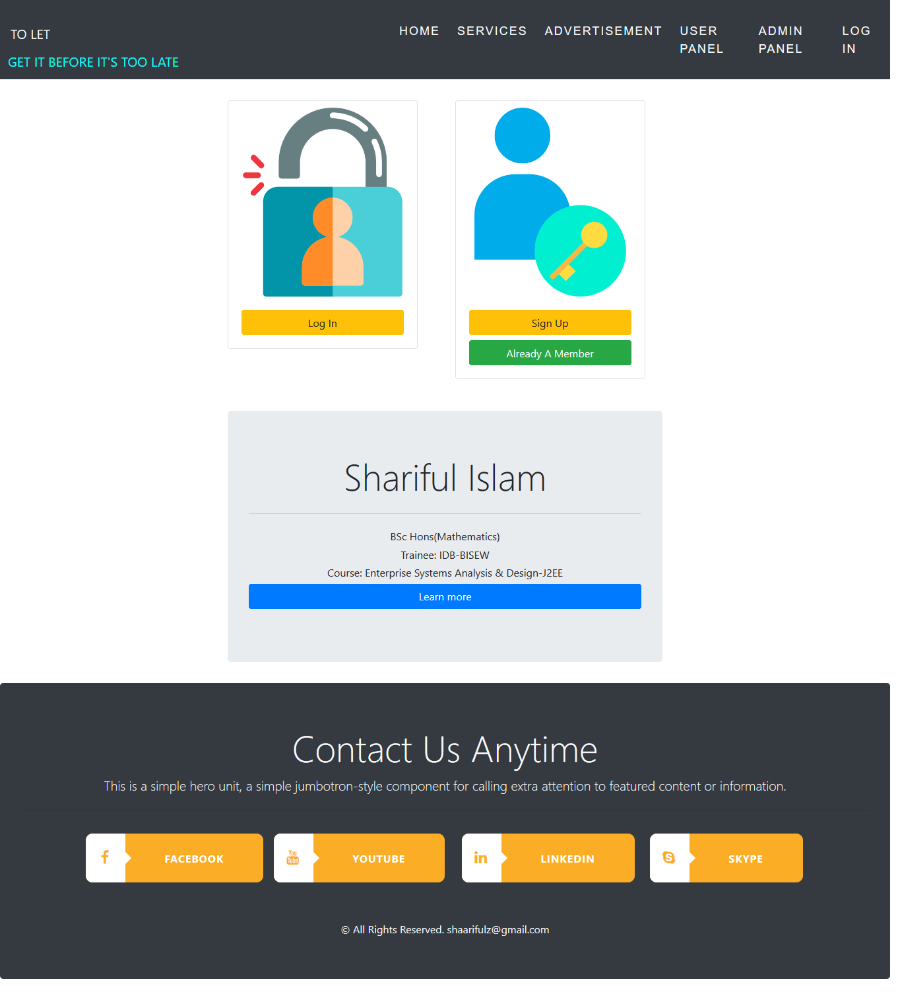 TO LET
GET IT BEFORE IT'S TOO LATE
HOME
SERVICES
ADVERTISEMENT
USER
PANEL
ADMIN
PANEL
LOG
IN
Log In
Sign Up
Already A Member
Shariful Islam
BSc Hons(Mathematics)
Trainee: IDB-BISEW
Course: Enterprise Systems Analysis & Design-J2EE
Learn more
Contact Us Anytime
This is a simple hero unit, a simple jumbotron-style component for calling extra attention to featured content or information.
FACEBOOK
You
Tube
YOUTUBE
LINKEDIN
SKYPE
© All Rights Reserved. shaarifulz@gmail.com